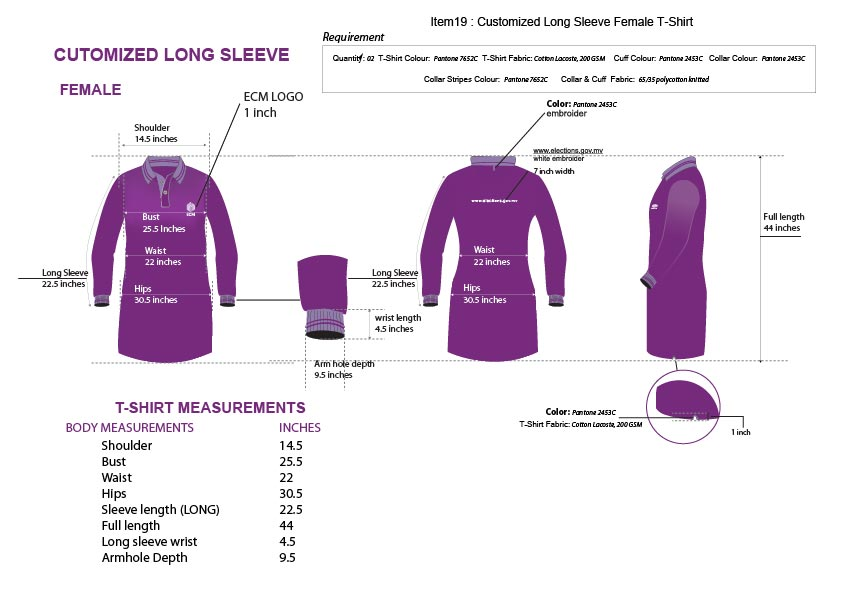 Item19 : Customized Long Sleeve Female T-Shirt
Requirement
Quantity: 02 T-Shirt Colour: Pantone 7652C T-Shirt Fabric: Cotton Lacoste, 200 GSM Cuff Colour: Pantone 2453C Collar Colour: Pantone 2453C
Collar Stripes Colour: Pantone 7652C Collar & Cuff Fabric: 65/35 polycotton knitted
CUTOMIZED LONG SLEEVE
FEMALE
ECM LOGO
1 inch
Shoulder
14.5 inches
ECM
Bust
25.5 Inches
Waist
22 inches
Long Sleeve
22.5 inches
Hips
30.5 inches
wrist length
4.5 inches
Arm hole depth
9.5 inches
Color: Pantone 2453C
embroider
www.elections.gov.mv
white embroider
7 inch width
www.elections.gov.mv
Waist
22 inches
Long Sleeve
22.5 inches
Hips
30.5 inches
Full length
44 inches
Color: Pantone 2453C
T-Shirt Fabric: Cotton Lacoste, 200 GSM
1 inch
T-SHIRT MEASUREMENTS
BODY MEASUREMENTS INCHES
Shoulder 14.5
Bust 25.5
Waist 22
Hips 30.5
Sleeve length (LONG) 22.5
Full length 44
Long sleeve wrist 4.5
Armhole Depth 9.5